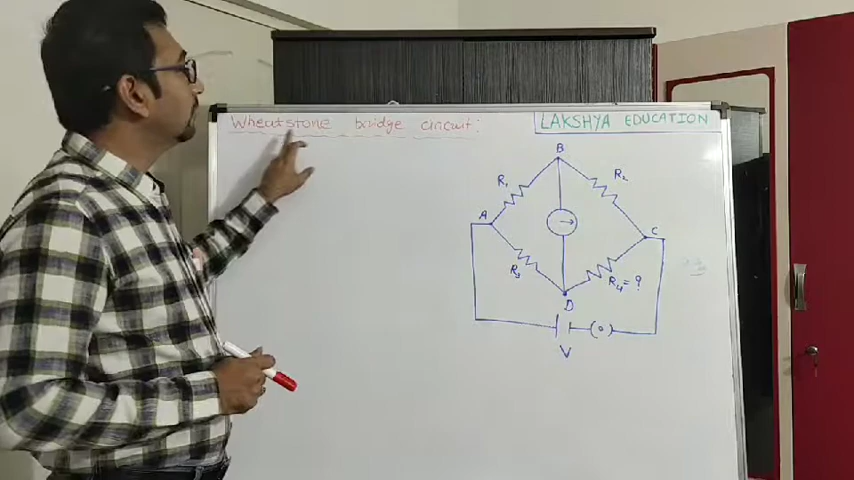 Wheatstone bridge circuit:
LAKSHYA EDUCATION
B
R₁
R₂
A
C
R₃
R₄ = ?
D
V